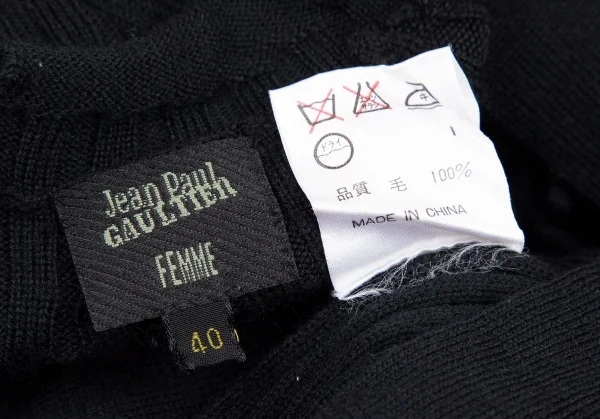 Jean Paul
GAULTIER
FEMME
40
ドライ
品質 毛 100%
MADE IN CHINA